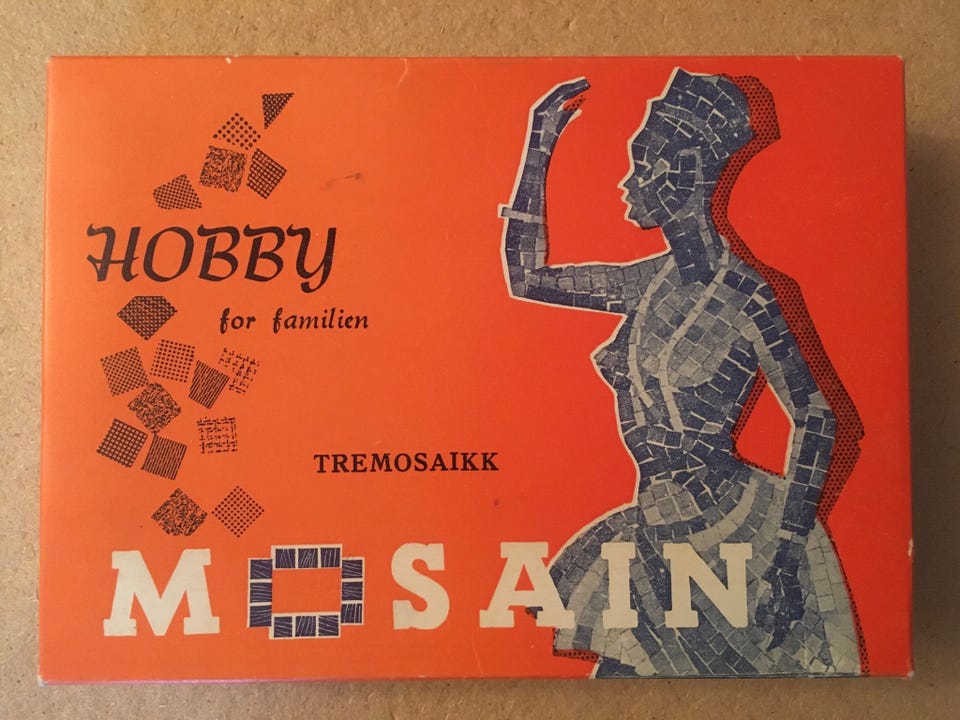 HOBBY
for familien
TREMOSAIKK
MOSAIN